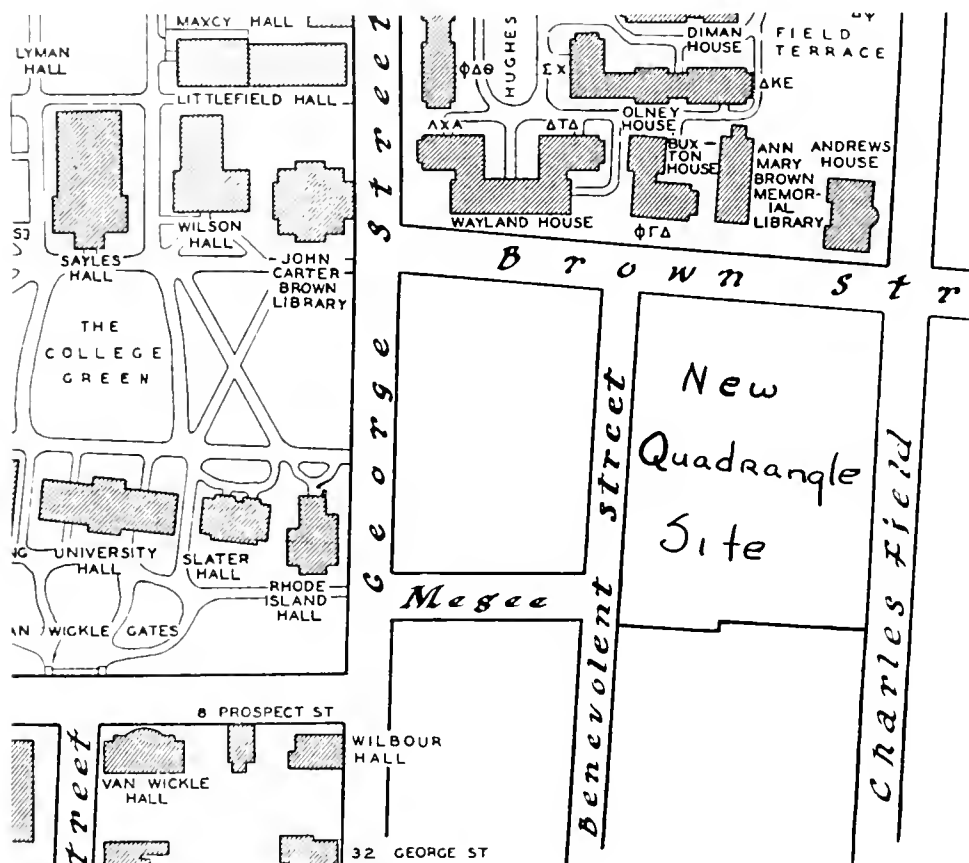 MAXCY HALL
LYMAN
HALL
LITTLEFIELD HALL
Street
HUGHES
ΦΔΘ
ΣΧ
DIMAN
HOUSE
FIELD
TERRACE
ΔΨ
ΔΚΕ
OLNEY
HOUSE
ΛΧΑ
ΔΤΔ
BUX-
TON
HOUSE
ANN
MARY
BROWN
MEMOR-
IAL
LIBRARY
ANDREWS
HOUSE
WAYLAND HOUSE
ΦΓΔ
SAYLES
HALL
WILSON
HALL
JOHN
CARTER
BROWN
LIBRARY
Brown Str
THE
COLLEGE
GREEN
George
Benevolent street
New
Quadrangle
Site
Charles Field
UNIVERSITY
HALL
SLATER
HALL
RHODE
ISLAND
HALL
Megee
WICKLE GATES
8 PROSPECT ST
WILBOUR
HALL
VAN WICKLE
HALL
treet
32 GEORGE ST